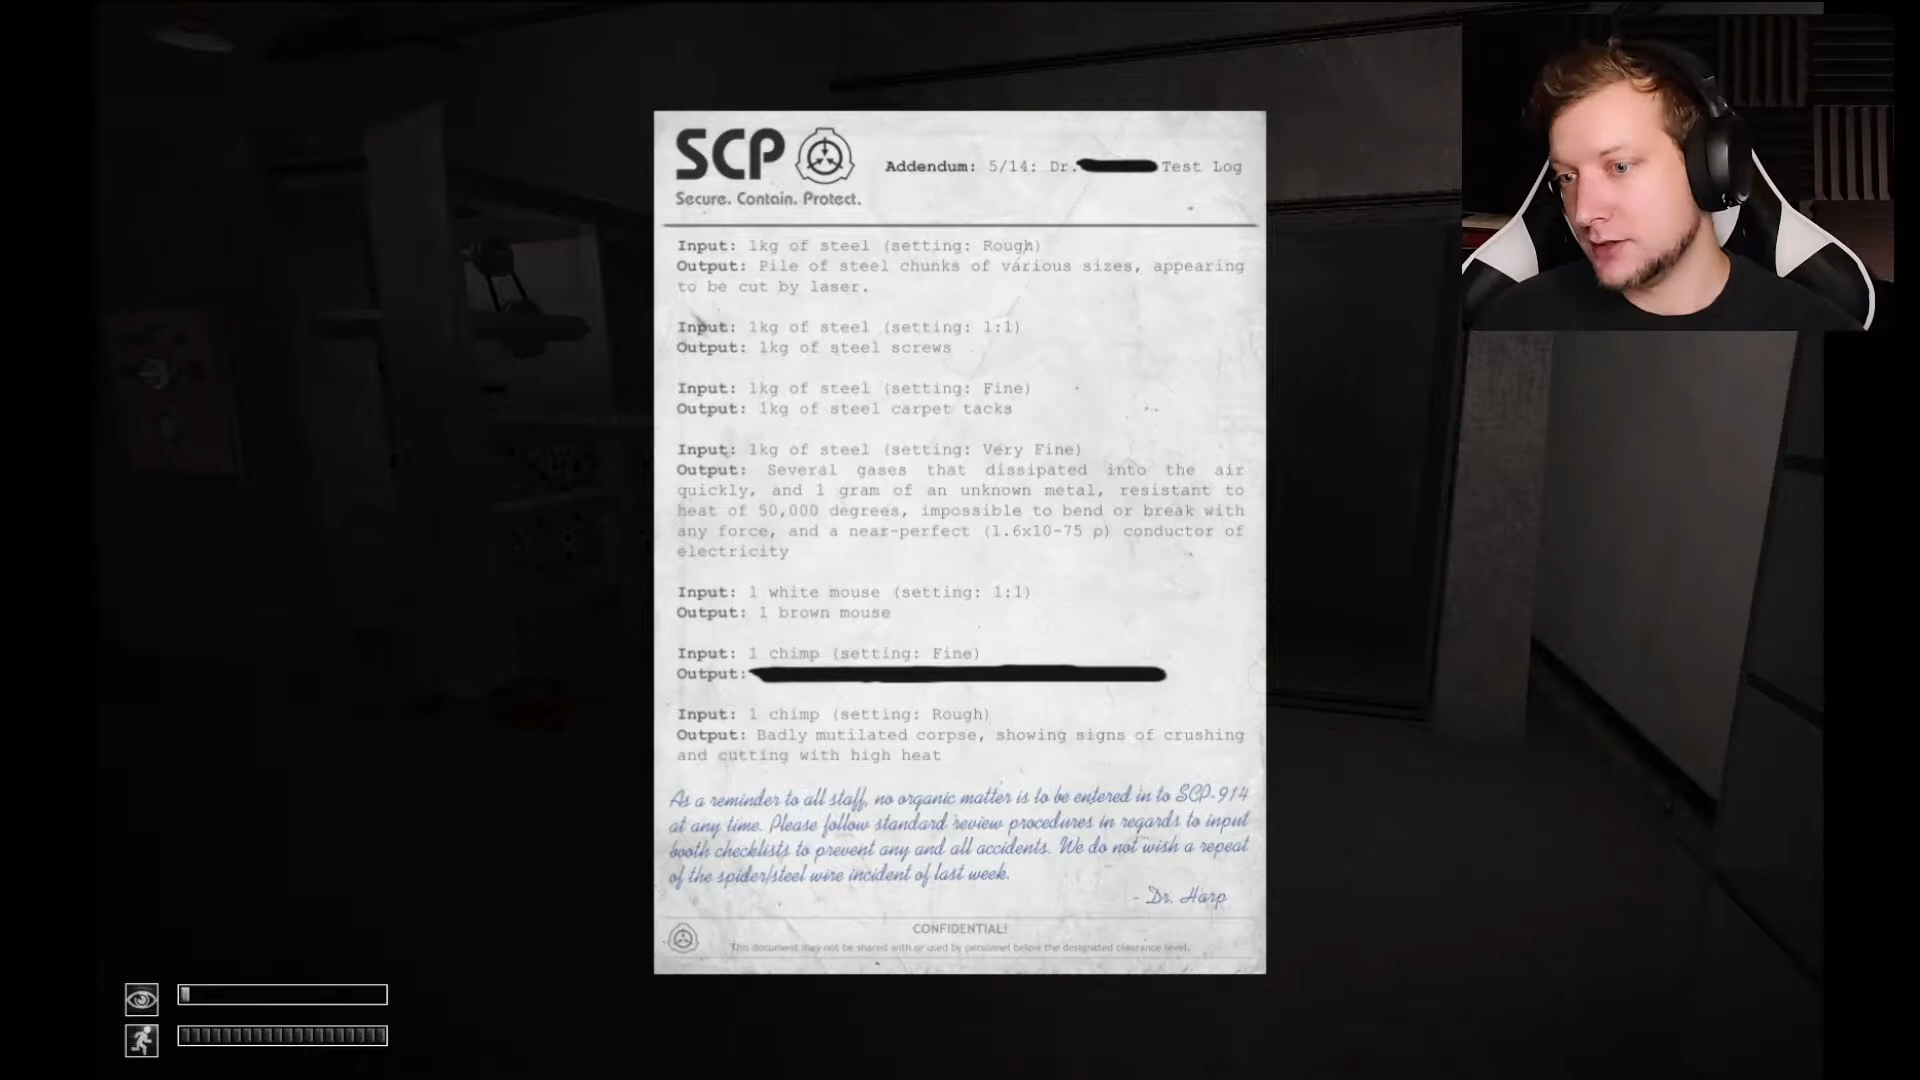 SCP
Secure. Contain. Protect.
Addendum: 5/14: Dr. Test Log
Input: 1kg of steel (setting: Rough)
Output: Pile of steel chunks of various sizes, appearing
to be cut by laser.
Input: 1kg of steel (setting: 1:1)
Output: 1kg of steel screws
Input: 1kg of steel (setting: Fine)
Output: 1kg of steel carpet tacks
Input: 1kg of steel (setting: Very Fine)
Output: Several gases that dissipated into the air
quickly, and 1 gram of an unknown metal, resistant to
heat of 50,000 degrees, impossible to bend or break with
any force, and a near-perfect (1.6x10-75 ρ) conductor of
electricity
Input: 1 white mouse (setting: 1:1)
Output: 1 brown mouse
Input: 1 chimp (setting: Fine)
Output:
Input: 1 chimp (setting: Rough)
Output: Badly mutilated corpse, showing signs of crushing
and cutting with high heat
As a reminder to all staff, no organic matter is to be entered in to SCP-914
at any time. Please follow standard review procedures in regards to input
booth checklists to prevent any and all accidents. We do not wish a repeat
of the spider/steel wire incident of last week.
- Dr. Harp
CONFIDENTIAL!
This document may not be shared with or used by personnel below the designated clearance level.